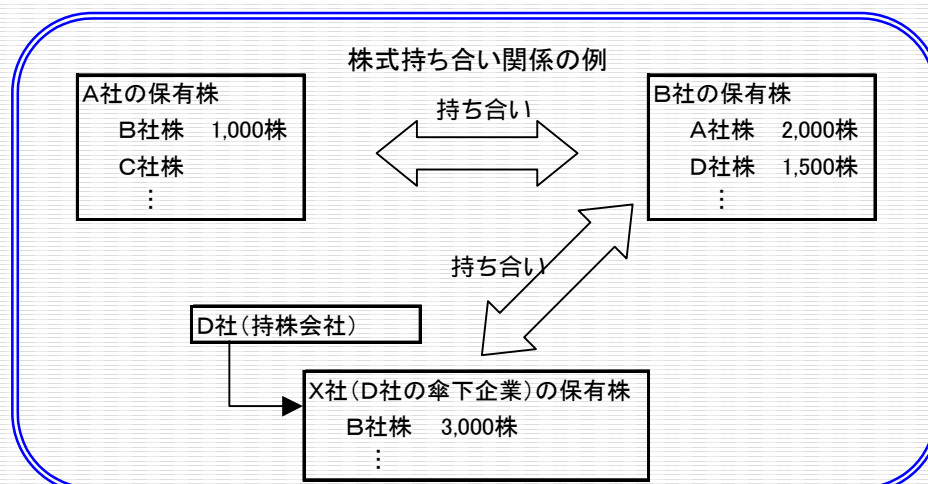 株式持ち合い関係の例
A社の保有株
B社株 1,000株
C社株
⋮
持ち合い
B社の保有株
A社株 2,000株
D社株 1,500株
⋮
持ち合い
D社(持株会社)
X社(D社の傘下企業)の保有株
B社株 3,000株
⋮